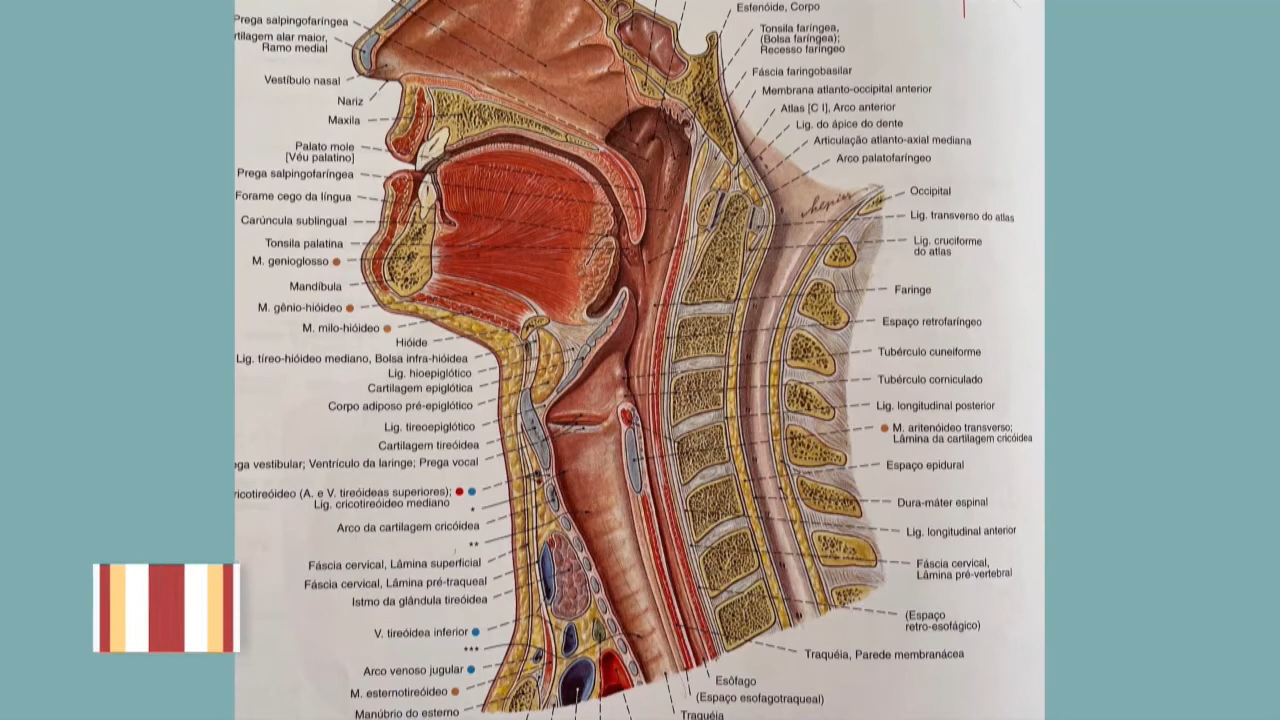 Prega salpingofaríngea
tilagem alar maior,
Ramo medial
Vestíbulo nasal
Nariz
Maxila
Palato mole
[Véu palatino]
Prega salpingofaríngea
Forame cego da língua
Carúncula sublingual
Tonsila palatina
M. genioglosso
Mandíbula
M. gênio-hióideo
M. milo-hióideo
Hióide
Lig. tíreo-hióideo mediano, Bolsa infra-hióidea
Lig. hioepiglótico
Cartilagem epiglótica
Corpo adiposo pré-epiglótico
Lig. tireoepiglótico
Cartilagem tireóidea
ga vestibular; Ventrículo da laringe; Prega vocal
ricotireóideo (A. e V. tireóideas superiores);
Lig. cricotireóideo mediano
*
Arco da cartilagem cricóidea
**
Fáscia cervical, Lâmina superficial
Fáscia cervical, Lâmina pré-traqueal
Istmo da glândula tireóidea
V. tireóidea inferior
***
Arco venoso jugular
M. esternotireóideo
Manúbrio do esterno
Esfenóide, Corpo
Tonsila faríngea,
(Bolsa faríngea);
Recesso faríngeo
Fáscia faringobasilar
Membrana atlanto-occipital anterior
Atlas [C I], Arco anterior
Lig. do ápice do dente
Articulação atlanto-axial mediana
Arco palatofaríngeo
Occipital
Lig. transverso do atlas
Lig. cruciforme
do atlas
Faringe
Espaço retrofaríngeo
Tubérculo cuneiforme
Tubérculo corniculado
Lig. longitudinal posterior
M. aritenóideo transverso;
Lâmina da cartilagem cricóidea
Espaço epidural
Dura-máter espinal
Lig. longitudinal anterior
Fáscia cervical,
Lâmina pré-vertebral
(Espaço
retro-esofágico)
Traquéia, Parede membranácea
Esôfago
(Espaço esofagotraqueal)
Traquéia